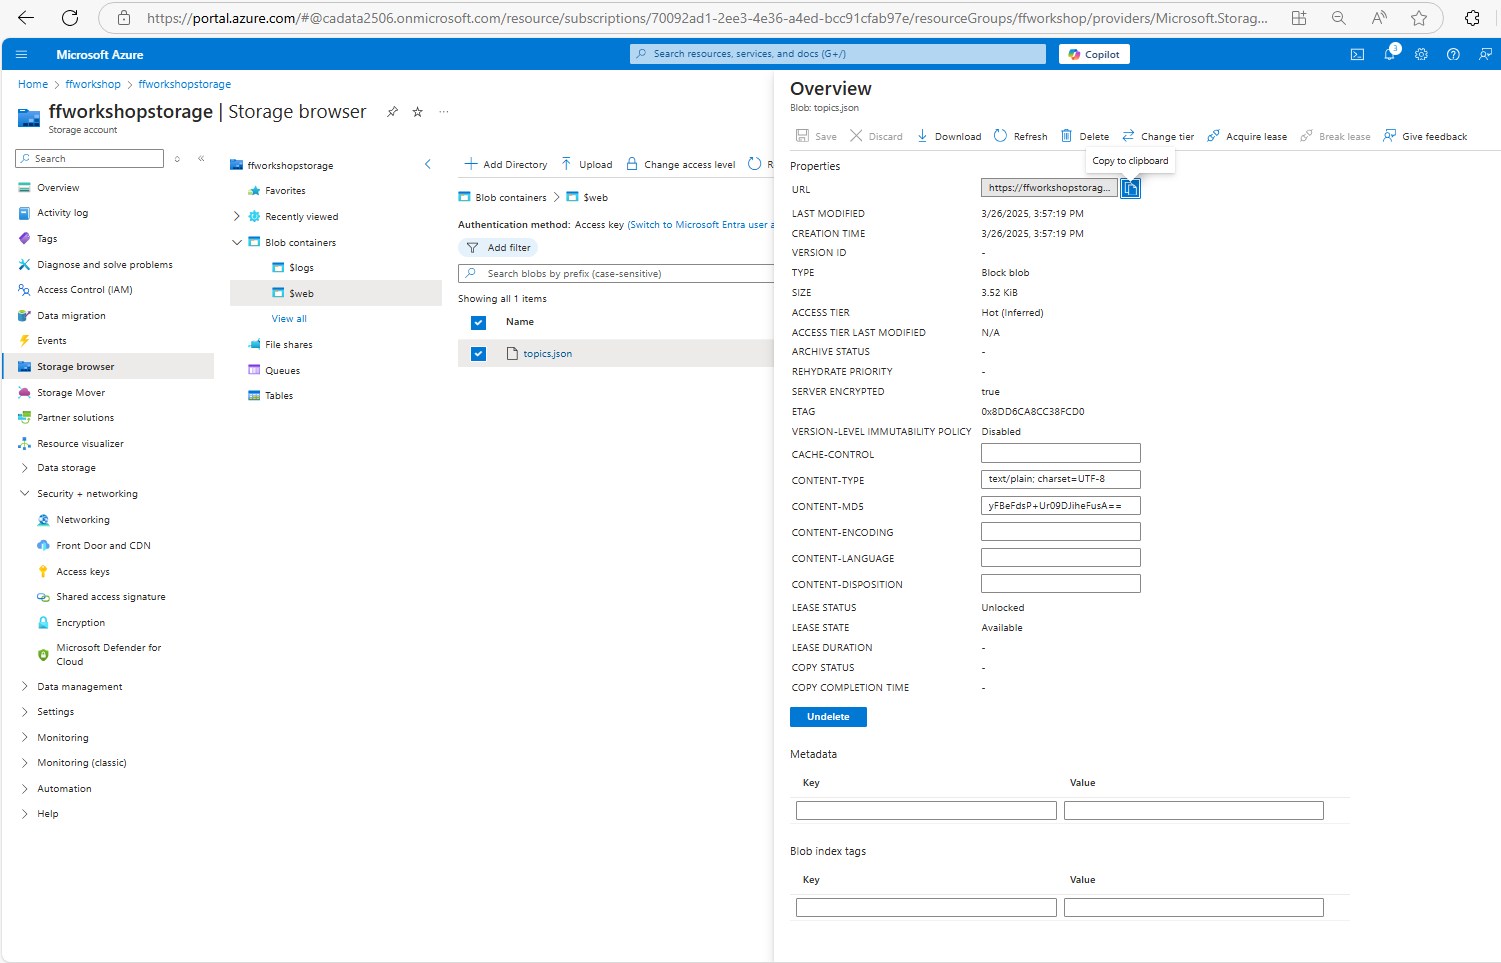 https://portal.azure.com/#@cadata2506.onmicrosoft.com/resource/subscriptions/70092ad1-2ee3-4e36-a4ed-bcc91cfab97e/resourceGroups/ffworkshop/providers/Microsoft.Storag...
Microsoft Azure
Search resources, services, and docs (G+/)
Copilot
3
Home > ffworkshop > ffworkshopstorage
ffworkshopstorage | Storage browser
Storage account
Search
Overview
Activity log
Tags
Diagnose and solve problems
Access Control (IAM)
Data migration
Events
Storage browser
Storage Mover
Partner solutions
Resource visualizer
Data storage
Security + networking
Networking
Front Door and CDN
Access keys
Shared access signature
Encryption
Microsoft Defender for
Cloud
Data management
Settings
Monitoring
Monitoring (classic)
Automation
Help
ffworkshopstorage
Favorites
Recently viewed
Blob containers
$logs
$web
View all
File shares
Queues
Tables
Add Directory
Upload
Change access level
R
Blob containers > $web
Authentication method: Access key (Switch to Microsoft Entra user a
Add filter
Search blobs by prefix (case-sensitive)
Showing all 1 items
Name
topics.json
Overview
Blob: topics.json
Save
Discard
Download
Refresh
Delete
Change tier
Acquire lease
Break lease
Give feedback
Copy to clipboard
Properties
URL https://ffworkshopstorag...
LAST MODIFIED 3/26/2025, 3:57:19 PM
CREATION TIME 3/26/2025, 3:57:19 PM
VERSION ID -
TYPE Block blob
SIZE 3.52 KiB
ACCESS TIER Hot (Inferred)
ACCESS TIER LAST MODIFIED N/A
ARCHIVE STATUS -
REHYDRATE PRIORITY -
SERVER ENCRYPTED true
ETAG 0x8DD6CA8CC38FCD0
VERSION-LEVEL IMMUTABILITY POLICY Disabled
CACHE-CONTROL
CONTENT-TYPE text/plain; charset=UTF-8
CONTENT-MD5 yFBeFdsP+Ur09DJiheFusA==
CONTENT-ENCODING
CONTENT-LANGUAGE
CONTENT-DISPOSITION
LEASE STATUS Unlocked
LEASE STATE Available
LEASE DURATION -
COPY STATUS -
COPY COMPLETION TIME -
Undelete
Metadata
Key Value
Blob index tags
Key Value